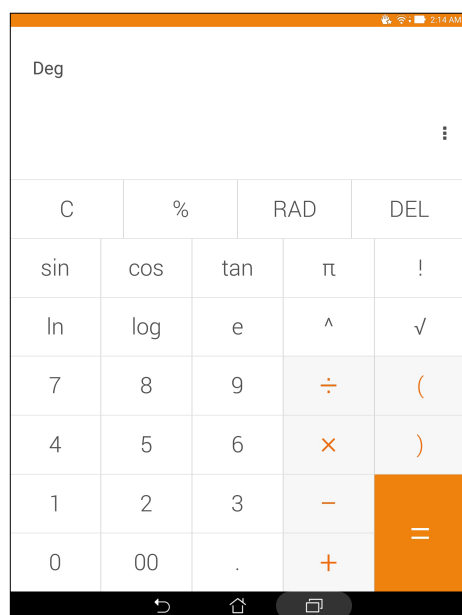 2:14 AM
Deg
C % RAD DEL
sin cos tan π !
ln log e ^ √
7 8 9 ÷ (
4 5 6 × )
1 2 3 −
=
0 00 . +